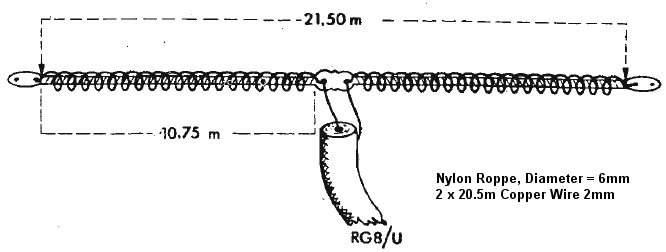 21,50 m
10.75 m
Nylon Roppe, Diameter = 6mm
2 x 20.5m Copper Wire 2mm
RG8/U